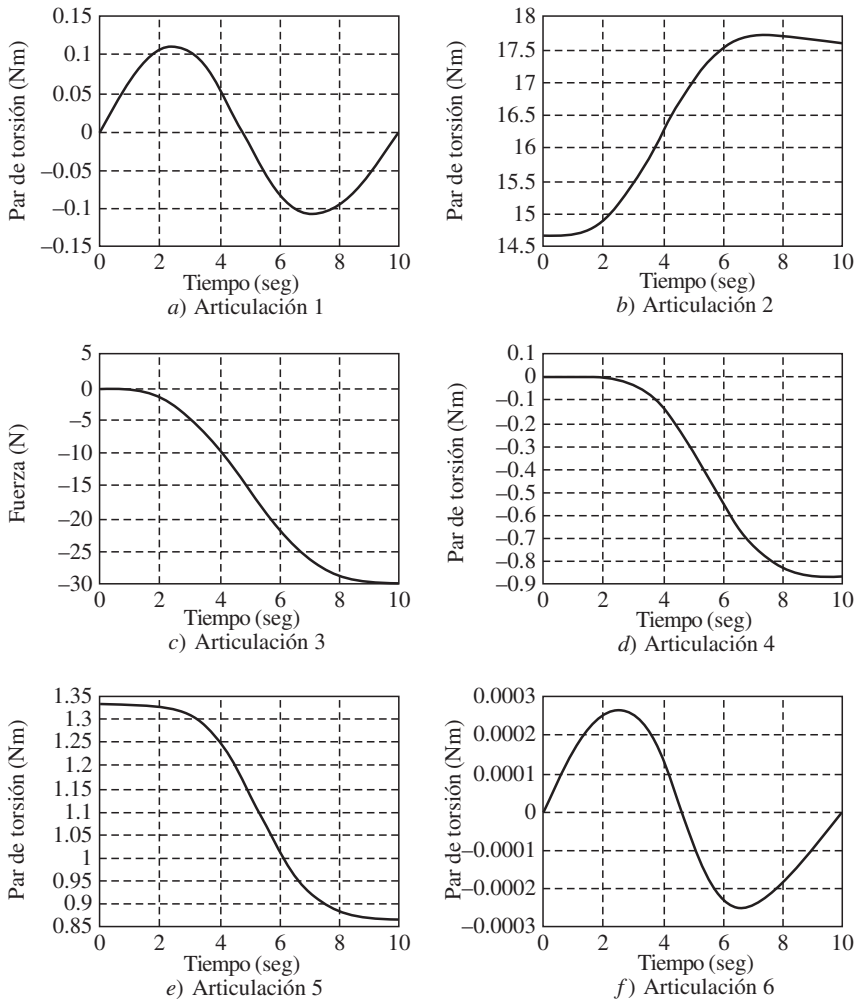 Par de torsión (Nm)
0.15
0.1
0.05
0
–0.05
–0.1
–0.15
0 2 4 6 8 10
Tiempo (seg)
a) Articulación 1
Par de torsión (Nm)
18
17.5
16.5
16
15.5
15
14.5
0 2 4 6 8 10
Tiempo (seg)
b) Articulación 2
Fuerza (N)
5
0
–5
–10
–15
–20
–25
–30
0 2 4 6 8 10
Tiempo (seg)
c) Articulación 3
Par de torsión (Nm)
0.1
0
–0.1
–0.2
–0.3
–0.4
–0.5
–0.6
–0.7
–0.8
–0.9
0 2 4 6 8 10
Tiempo (seg)
d) Articulación 4
Par de torsión (Nm)
1.35
1.3
1.25
1.2
1.15
1.1
1.05
1
0.95
0.9
0.85
0 2 4 6 8 10
Tiempo (seg)
e) Articulación 5
Par de torsión (Nm)
0.0003
0.0002
0.0001
0
–0.0001
–0.0002
–0.0003
0 2 4 6 8 10
Tiempo (seg)
f) Articulación 6